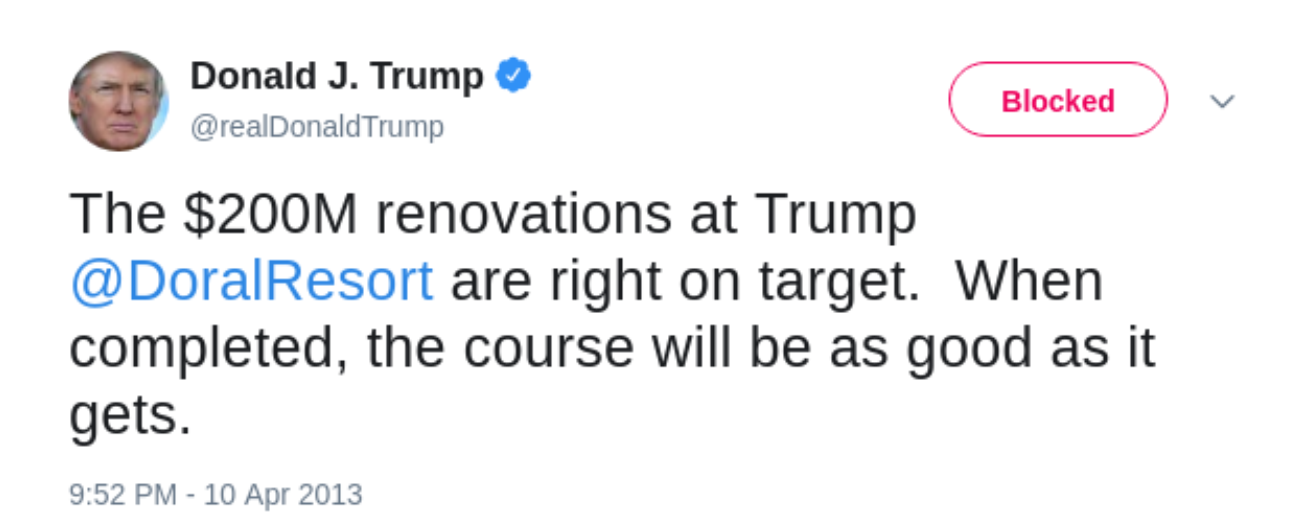 Donald J. Trump
@realDonaldTrump
Blocked
The $200M renovations at Trump
@DoralResort are right on target.  When
completed, the course will be as good as it
gets.
9:52 PM - 10 Apr 2013